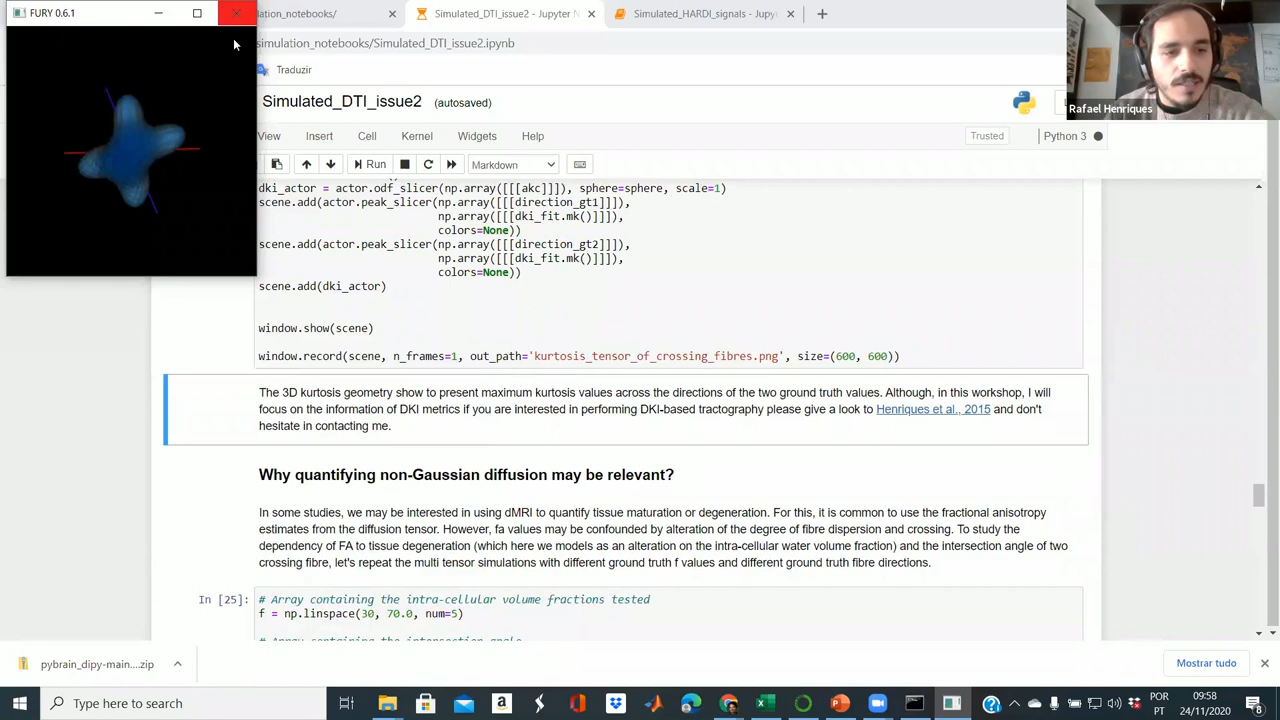 FURY 0.6.1
_notebooks/
Simulated_DTI_issue2 - Jupyter N
Simulated_HARDI_signals - Jupy
simulation_notebooks/Simulated_DTI_issue2.ipynb
Traduzir
Simulated_DTI_issue2 (autosaved)
View Insert Cell Kernel Widgets Help
Trusted Python 3
Run Markdown
Rafael Henriques
dki_actor = actor.odf_slicer(np.array([[[akc]]]), sphere=sphere, scale=1)
scene.add(actor.peak_slicer(np.array([[[direction_gt1]]]),
np.array([[[dki_fit.mk()]]]),
colors=None))
scene.add(actor.peak_slicer(np.array([[[direction_gt2]]]),
np.array([[[dki_fit.mk()]]]),
colors=None))
scene.add(dki_actor)
window.show(scene)
window.record(scene, n_frames=1, out_path='kurtosis_tensor_of_crossing_fibres.png', size=(600, 600))
The 3D kurtosis geometry show to present maximum kurtosis values across the directions of the two ground truth values. Although, in this workshop, I will
focus on the information of DKI metrics if you are interested in performing DKI-based tractography please give a look to Henriques et al., 2015 and don't
hesitate in contacting me.
Why quantifying non-Gaussian diffusion may be relevant?
In some studies, we may be interested in using dMRI to quantify tissue maturation or degeneration. For this, it is common to use the fractional anisotropy
estimates from the diffusion tensor. However, fa values may be confounded by alteration of the degree of fibre dispersion and crossing. To study the
dependency of FA to tissue degeneration (which here we models as an alteration on the intra-cellular water volume fraction) and the intersection angle of two
crossing fibre, let's repeat the multi tensor simulations with different ground truth f values and different ground truth fibre directions.
In [25]: # Array containing the intra-cellular volume fractions tested
f = np.linspace(30, 70.0, num=5)
# Array containing the intersection angle
pybrain_dipy-main....zip
Mostrar tudo
Type here to search
POR
PT
09:58
24/11/2020
8